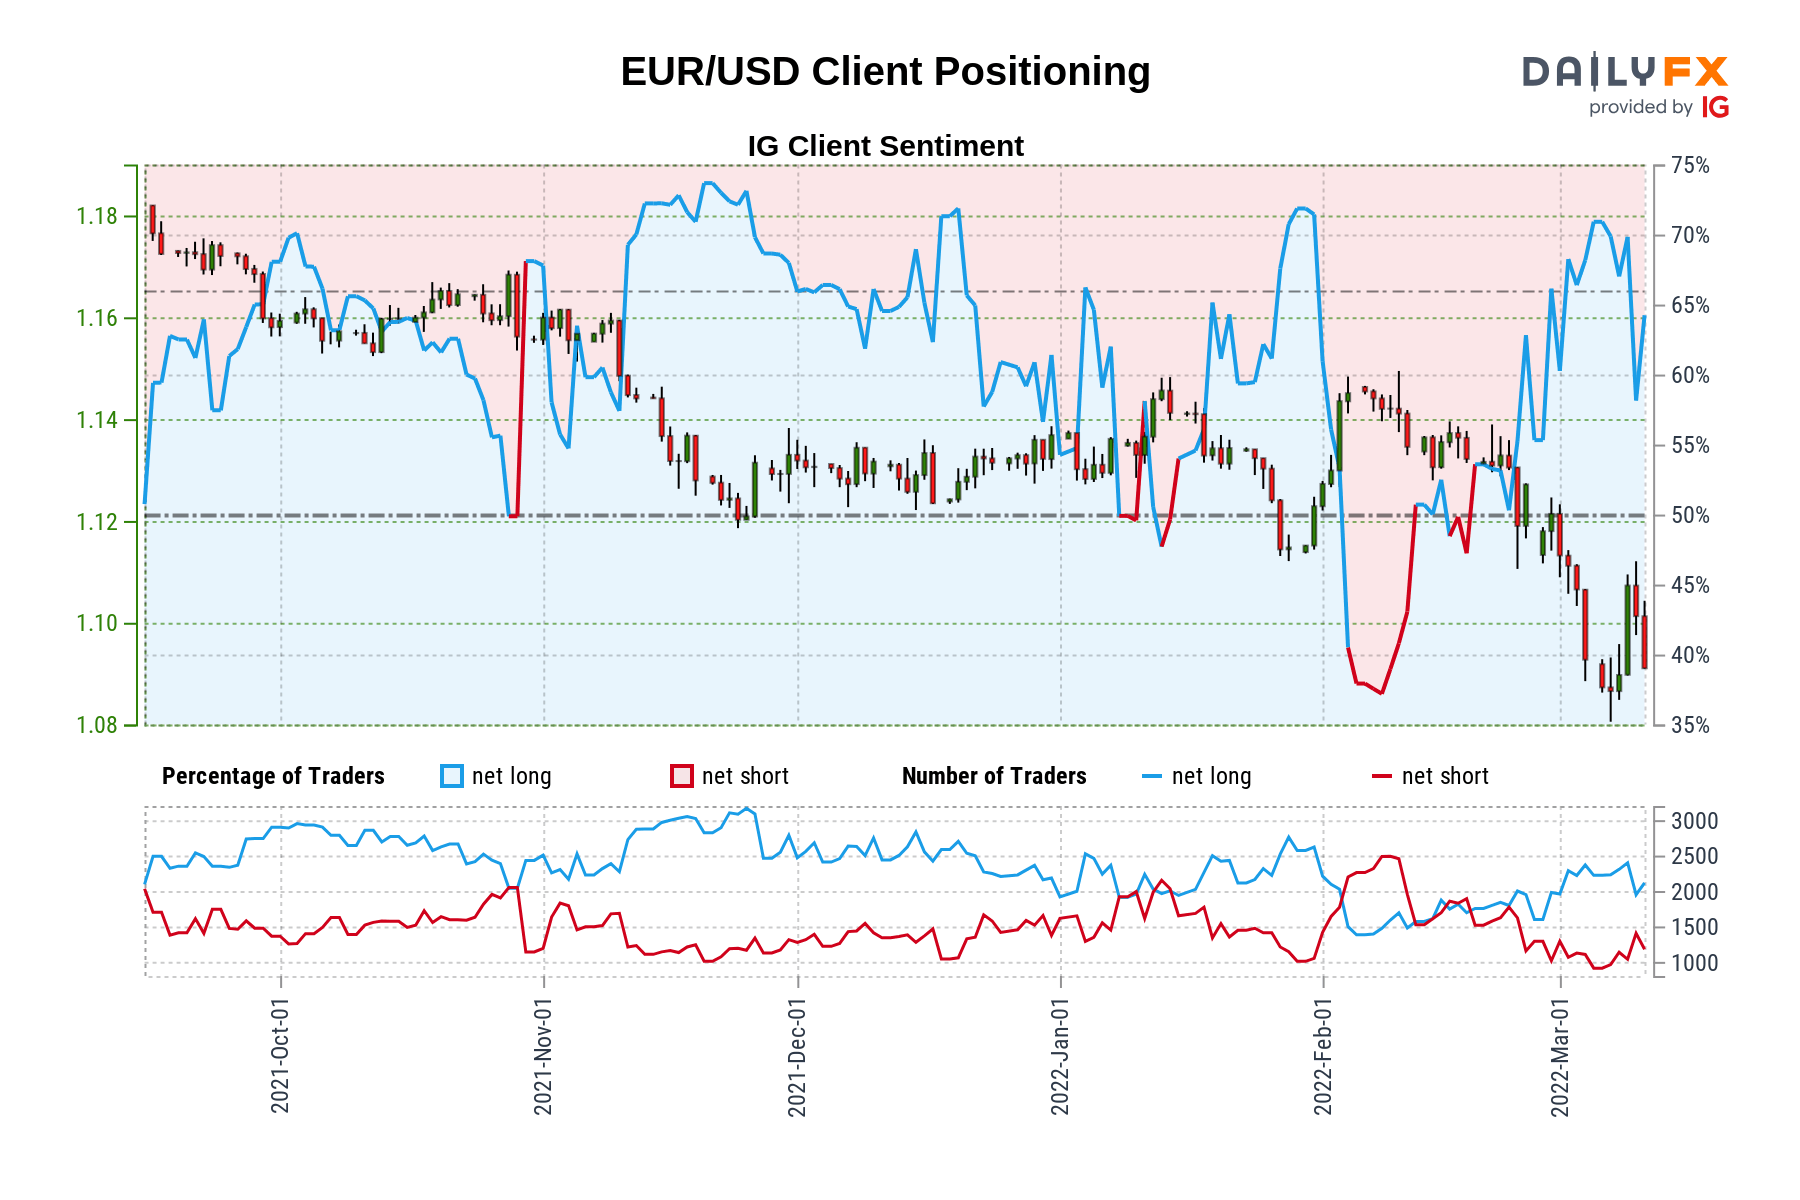 EUR/USD Client Positioning
DAILYFX
provided by IG
IG Client Sentiment
1.18
1.16
1.14
1.12
1.10
1.08
75%
70%
65%
60%
55%
50%
45%
40%
35%
Percentage of Traders net long net short Number of Traders net long net short
3000
2500
2000
1500
1000
2021-Oct-01
2021-Nov-01
2021-Dec-01
2022-Jan-01
2022-Feb-01
2022-Mar-01